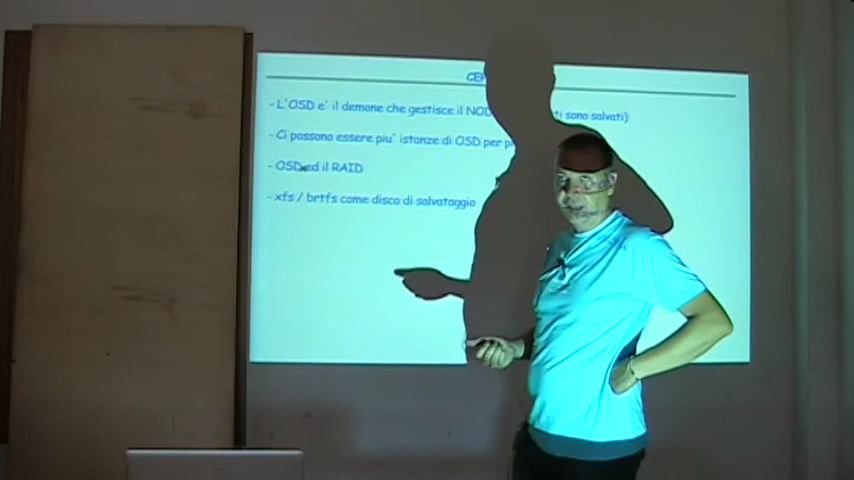 CEP
- L'OSD e' il demone che gestisce il NOD ti sono salvati)
- Ci possono essere piu' istanze di OSD per
- OSD ed il RAID
- xfs / brtfs come disco di salvataggio